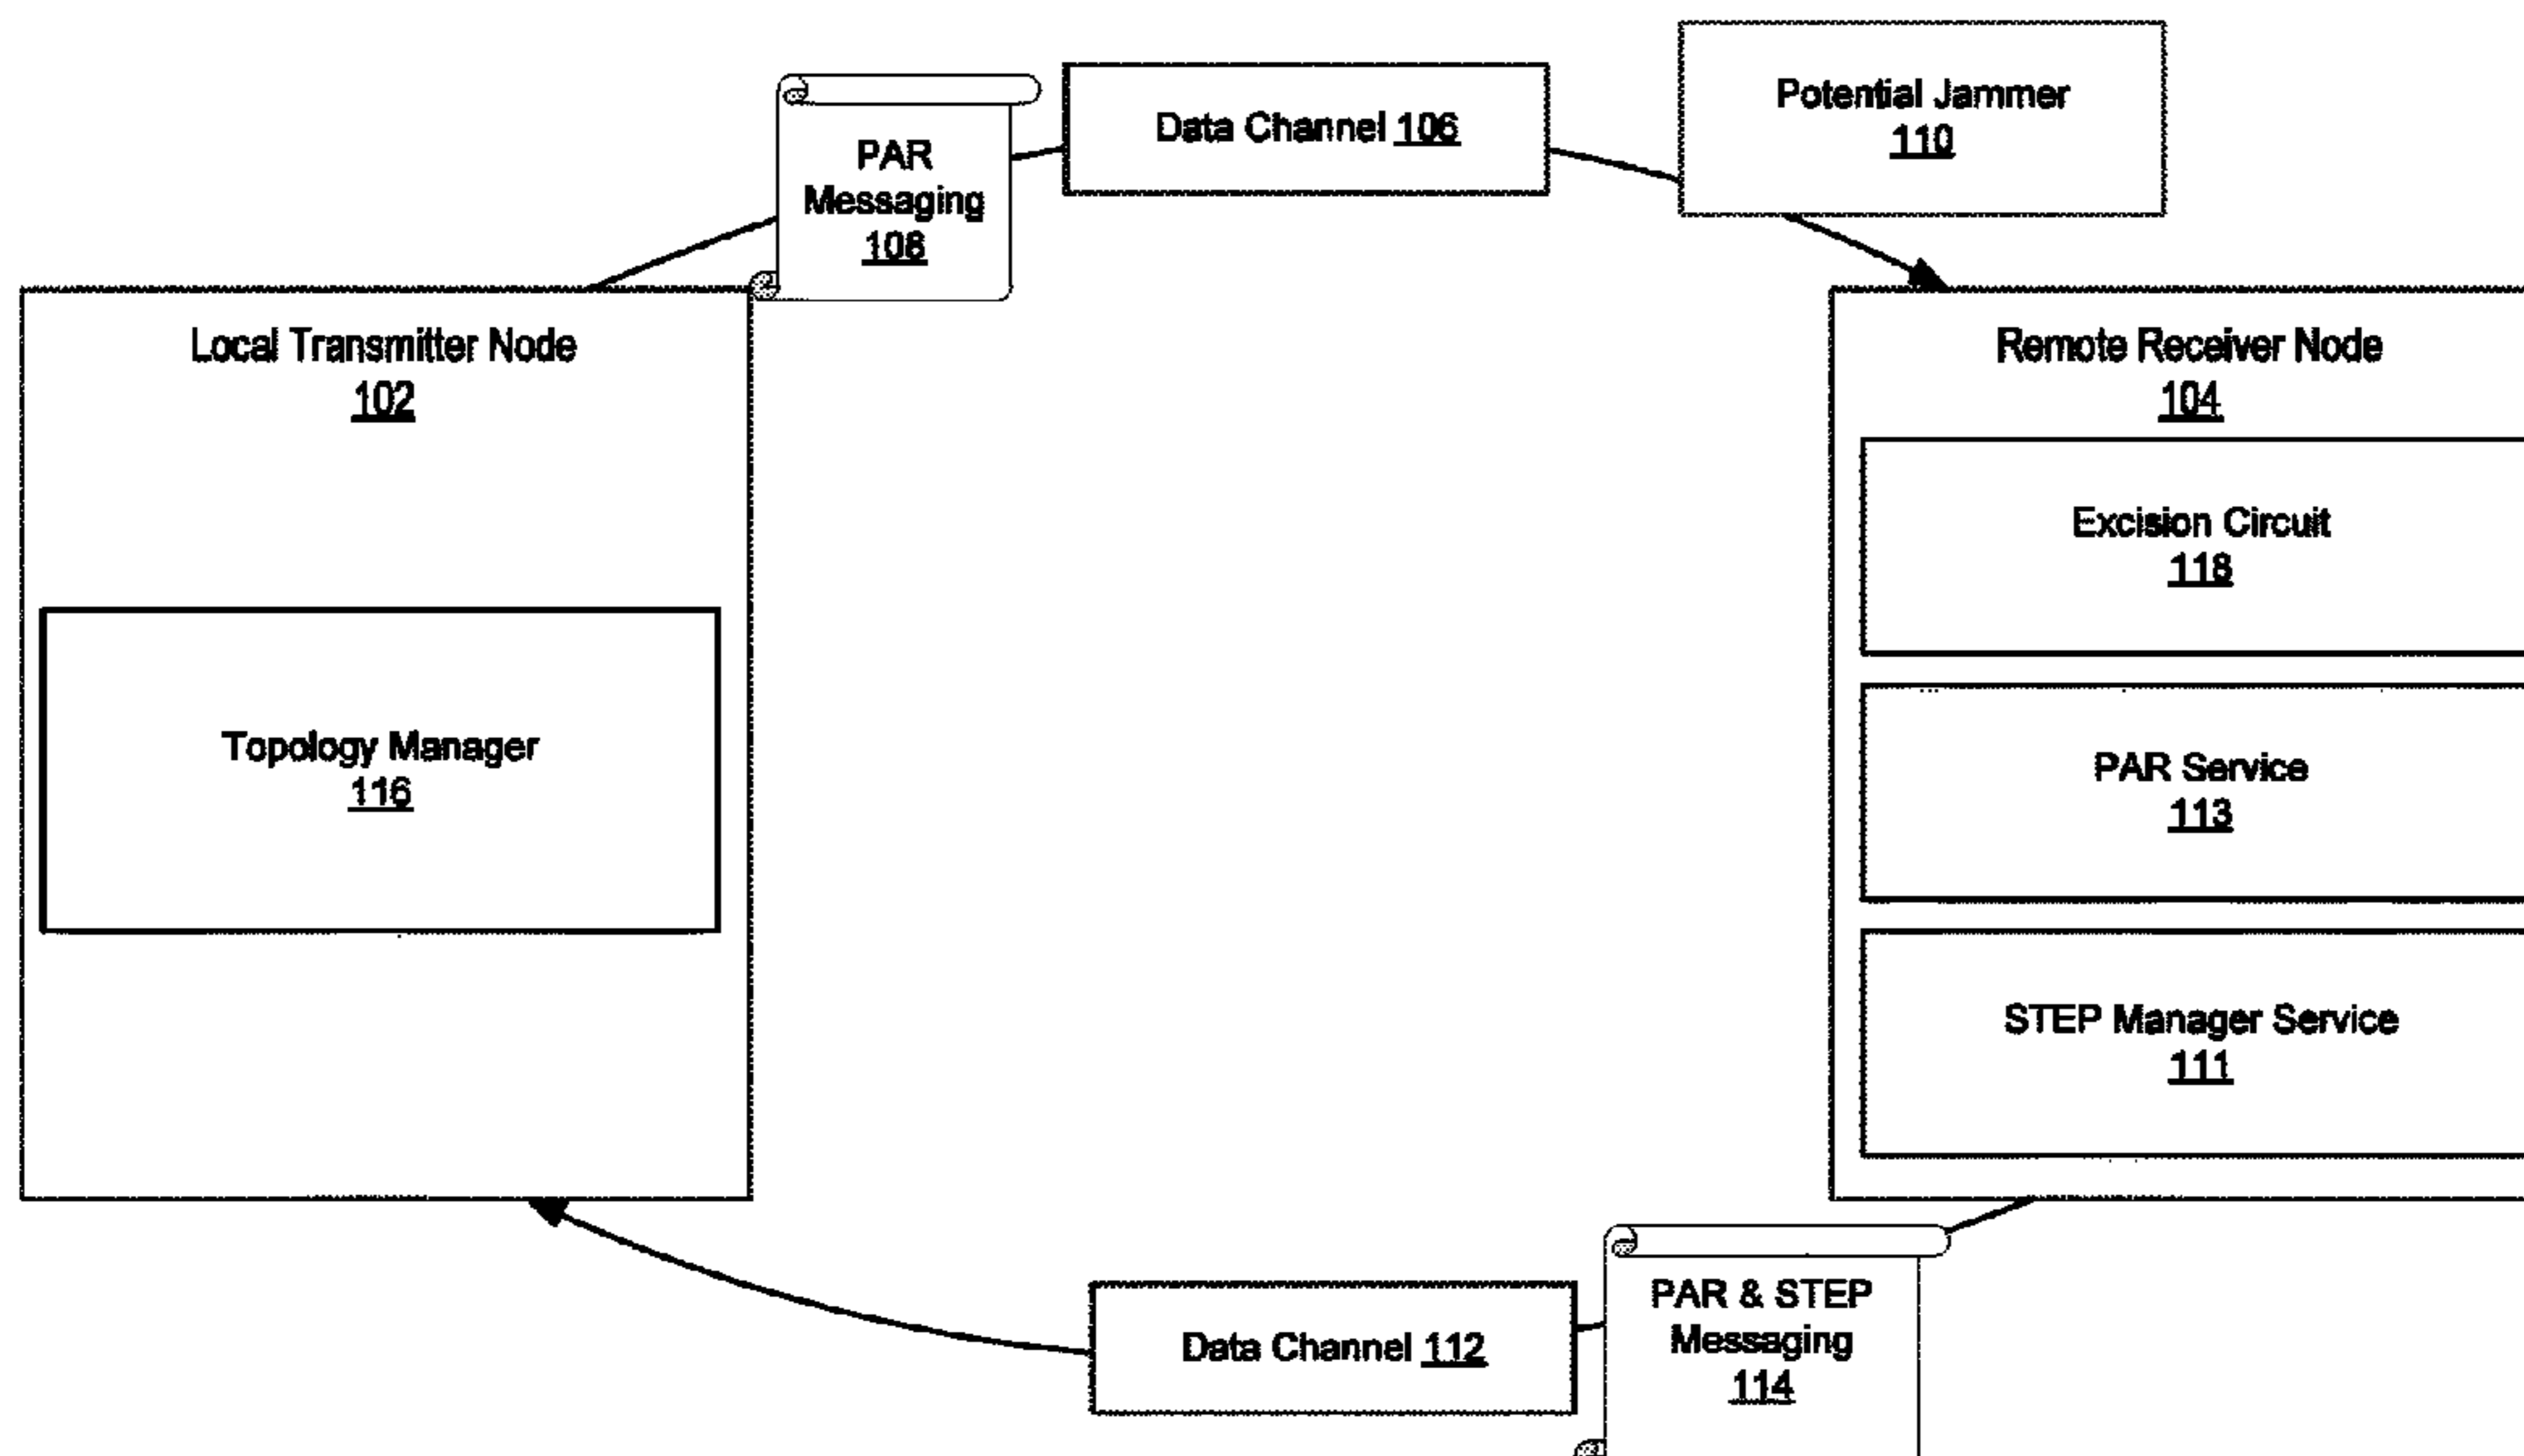 Potential Jammer
110
Data Channel 106
PAR
Messaging
108
Local Transmitter Node
102
Topology Manager
116
Remote Receiver Node
104
Excision Circuit
118
PAR Service
113
STEP Manager Service
111
Data Channel 112
PAR & STEP
Messaging
114